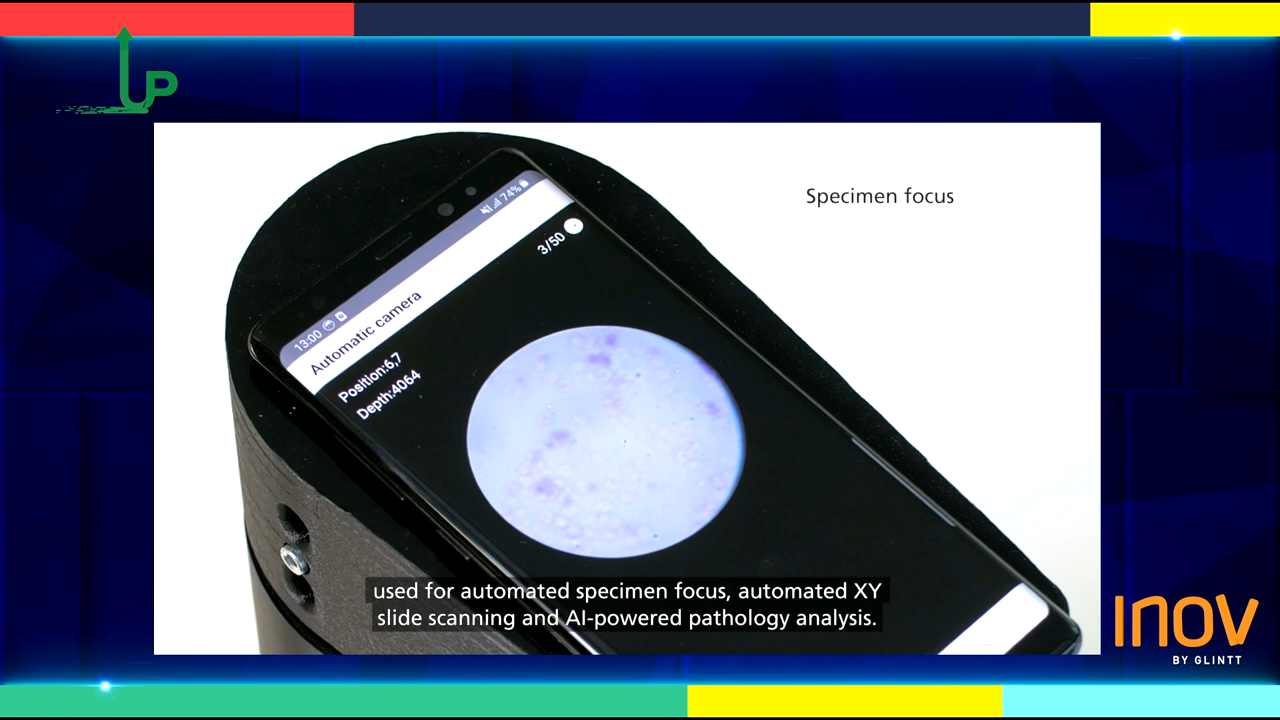 UP
Specimen focus
74%
3/50
13:00
Automatic camera
Position:6,7
Depth:4064
used for automated specimen focus, automated XY
slide scanning and AI-powered pathology analysis.
INOV
BY GLINTT